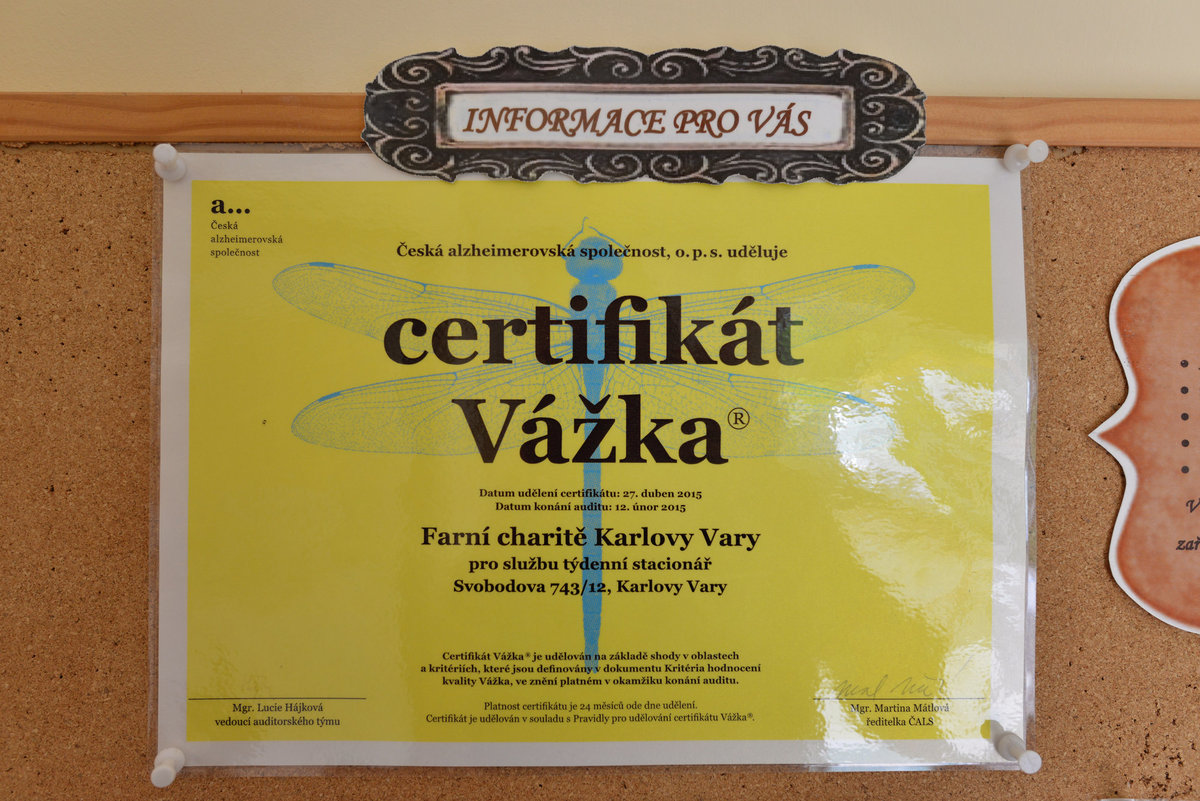 INFORMACE PRO VÁS
a...
Česká
alzheimerovská
společnost
Česká alzheimerovská společnost, o. p. s. uděluje
certifikát
Vážka®
Datum udělení certifikátu: 27. duben 2015
Datum konání auditu: 12. únor 2015
Farní charitě Karlovy Vary
pro službu týdenní stacionář
Svobodova 743/12, Karlovy Vary
Certifikát Vážka® je udělován na základě shody v oblastech
a kritériích, které jsou definovány v dokumentu Kritéria hodnocení
kvality Vážka, ve znění platném v okamžiku konání auditu.
Platnost certifikátu je 24 měsíců ode dne udělení.
Certifikát je udělován v souladu s Pravidly pro udělování certifikátu Vážka®.
Mgr. Lucie Hájková
vedoucí auditorského týmu
Mgr. Martina Mátlová
ředitelka ČALS